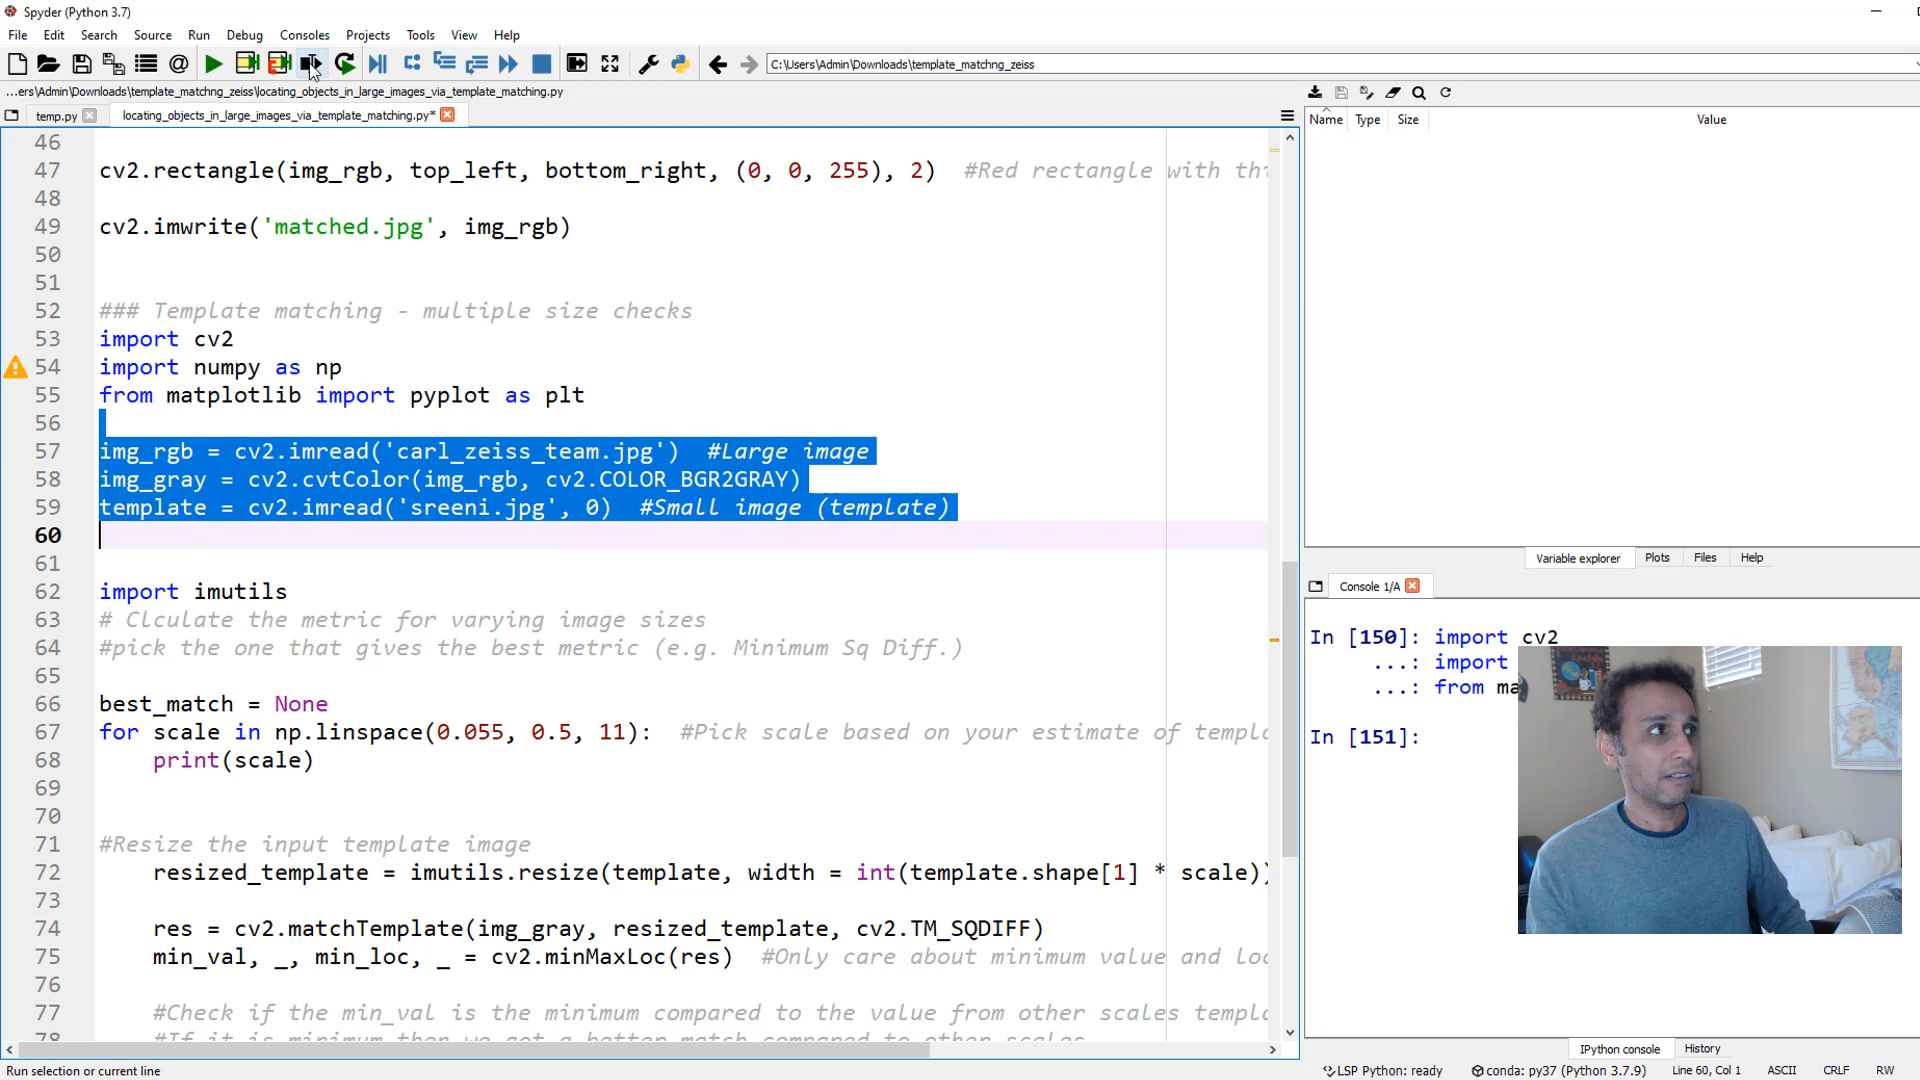 Spyder (Python 3.7)
File Edit Search Source Run Debug Consoles Projects Tools View Help
C:\Users\Admin\Downloads\template_matchng_zeiss
...ers\Admin\Downloads\template_matchng_zeiss\locating_objects_in_large_images_via_template_matching.py
temp.py locating_objects_in_large_images_via_template_matching.py*
46
47 cv2.rectangle(img_rgb, top_left, bottom_right, (0, 0, 255), 2)  #Red rectangle with thi
48
49 cv2.imwrite('matched.jpg', img_rgb)
50
51
52 ### Template matching - multiple size checks
53 import cv2
54 import numpy as np
55 from matplotlib import pyplot as plt
56
57 img_rgb = cv2.imread('carl_zeiss_team.jpg')  #Large image
58 img_gray = cv2.cvtColor(img_rgb, cv2.COLOR_BGR2GRAY)
59 template = cv2.imread('sreeni.jpg', 0)  #Small image (template)
60
61
62 import imutils
63 # Clculate the metric for varying image sizes
64 #pick the one that gives the best metric (e.g. Minimum Sq Diff.)
65
66 best_match = None
67 for scale in np.linspace(0.055, 0.5, 11):  #Pick scale based on your estimate of templa
68     print(scale)
69
70
71 #Resize the input template image
72     resized_template = imutils.resize(template, width = int(template.shape[1] * scale))
73
74     res = cv2.matchTemplate(img_gray, resized_template, cv2.TM_SQDIFF)
75     min_val, _, min_loc, _ = cv2.minMaxLoc(res)  #Only care about minimum value and loc
76
77     #Check if the min_val is the minimum compared to the value from other scales templa
78     #If it is minimum then we got a better match compared to other scales
Name Type Size Value
Variable explorer Plots Files Help
Console 1/A
In [150]: import cv2
...: import
...: from ma
In [151]:
IPython console History
Run selection or current line
LSP Python: ready conda: py37 (Python 3.7.9) Line 60, Col 1 ASCII CRLF RW